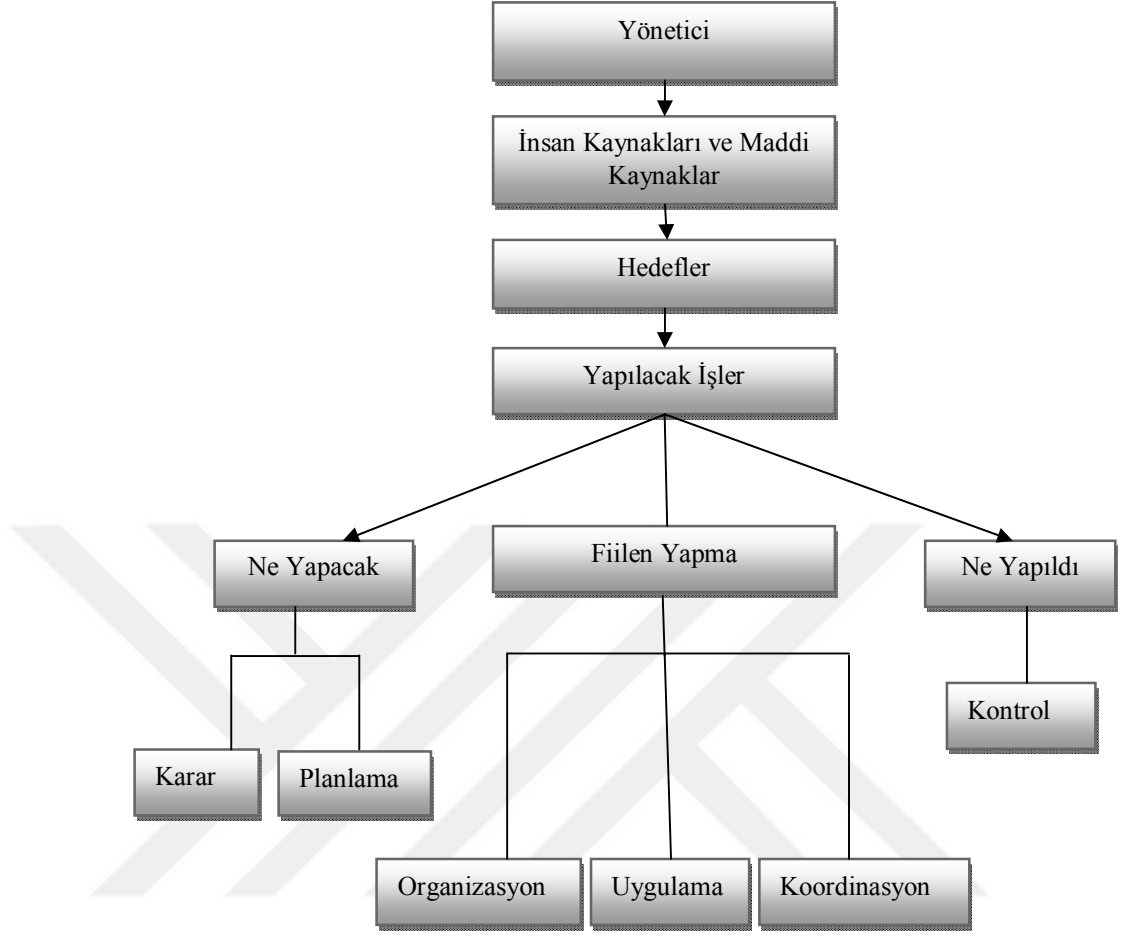 Yönetici
İnsan Kaynakları ve Maddi
Kaynaklar
Hedefler
Yapılacak İşler
Ne Yapacak
Fiilen Yapma
Ne Yapıldı
Karar
Planlama
Kontrol
Organizasyon
Uygulama
Koordinasyon